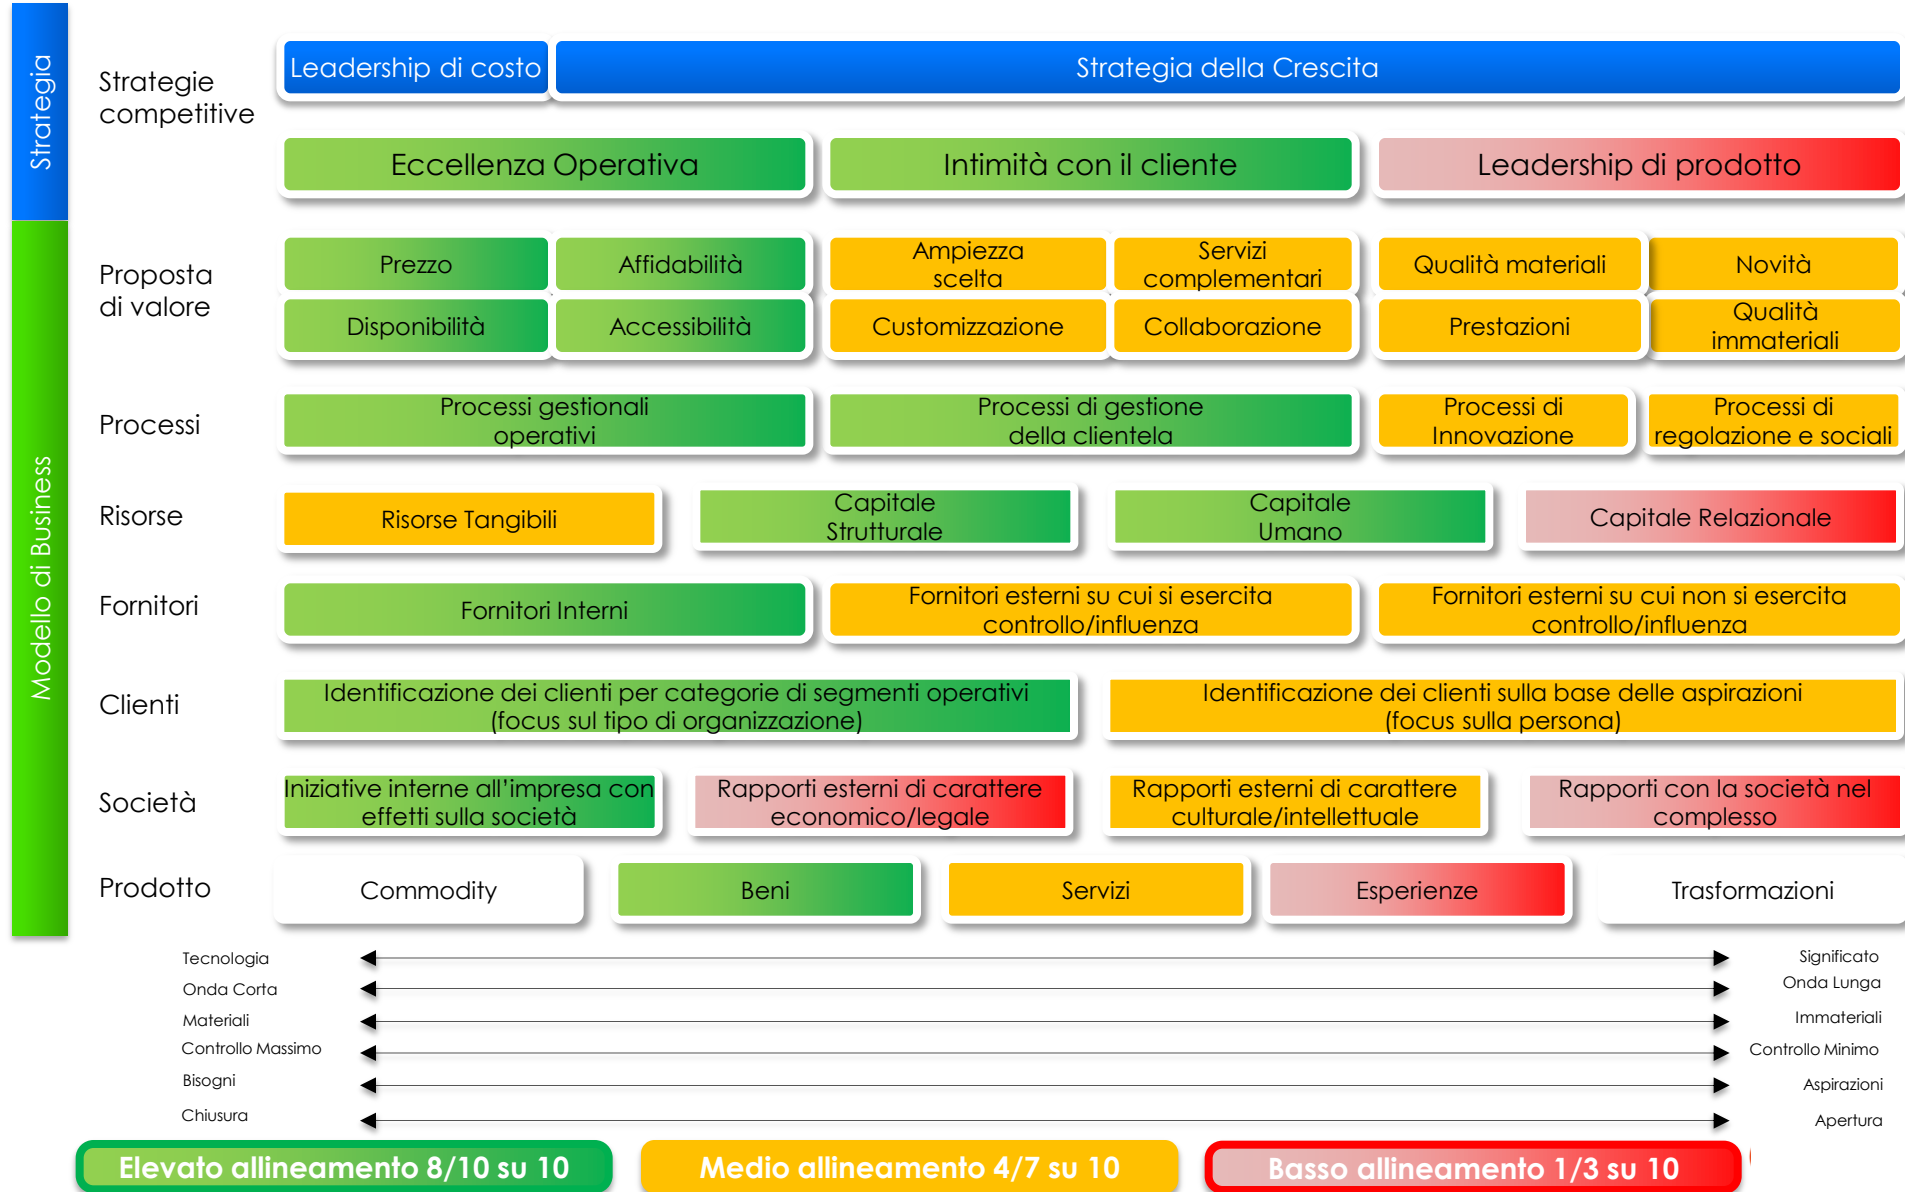 Strategia
Strategie
competitive
Leadership di costo
Strategia della Crescita
Eccellenza Operativa
Intimità con il cliente
Leadership di prodotto
Modello di Business
Proposta
di valore
Prezzo
Affidabilità
Ampiezza
scelta
Servizi
complementari
Qualità materiali
Novità
Disponibilità
Accessibilità
Customizzazione
Collaborazione
Prestazioni
Qualità
immateriali
Processi
Processi gestionali
operativi
Processi di gestione
della clientela
Processi di
Innovazione
Processi di
regolazione e sociali
Risorse
Risorse Tangibili
Capitale
Strutturale
Capitale
Umano
Capitale Relazionale
Fornitori
Fornitori Interni
Fornitori esterni su cui si esercita
controllo/influenza
Fornitori esterni su cui non si esercita
controllo/influenza
Clienti
Identificazione dei clienti per categorie di segmenti operativi
(focus sul tipo di organizzazione)
Identificazione dei clienti sulla base delle aspirazioni
(focus sulla persona)
Società
Iniziative interne all'impresa con
effetti sulla società
Rapporti esterni di carattere
economico/legale
Rapporti esterni di carattere
culturale/intellettuale
Rapporti con la società nel
complesso
Prodotto
Commodity
Beni
Servizi
Esperienze
Trasformazioni
Tecnologia
Significato
Onda Corta
Onda Lunga
Materiali
Immateriali
Controllo Massimo
Controllo Minimo
Bisogni
Aspirazioni
Chiusura
Apertura
Elevato allineamento 8/10 su 10
Medio allineamento 4/7 su 10
Basso allineamento 1/3 su 10